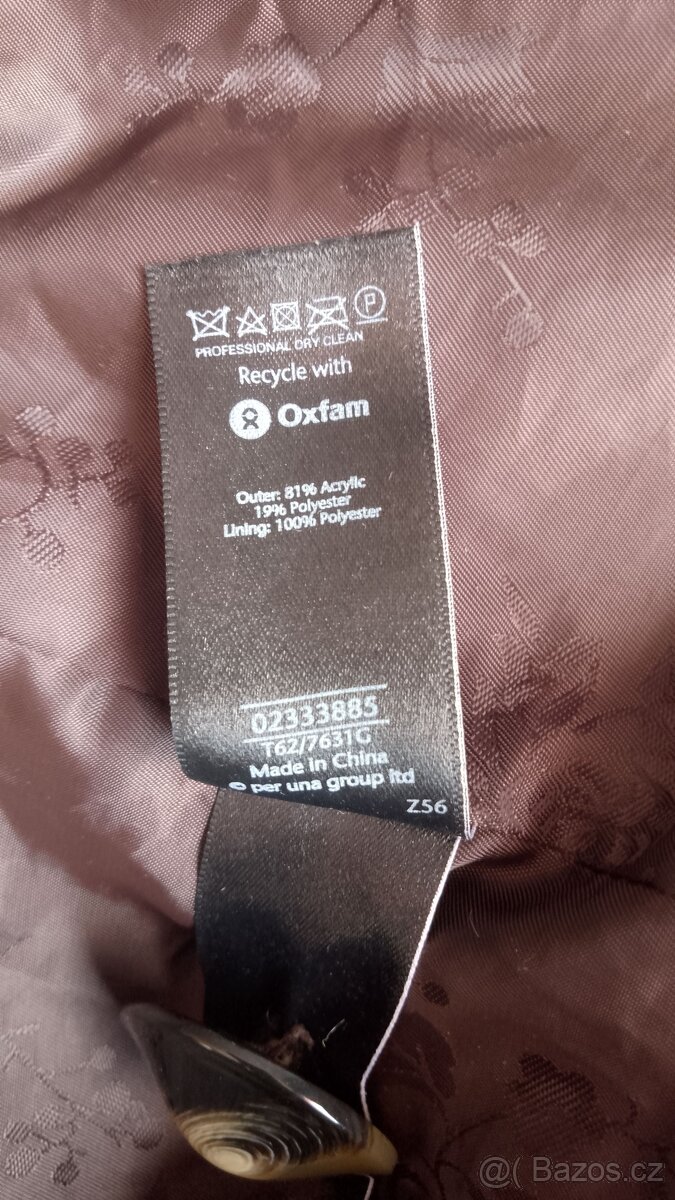 P
PROFESSIONAL DRY CLEAN
Recycle with
Oxfam
Outer: 81% Acrylic
19% Polyester
Lining: 100% Polyester
02333885
T62/7631G
Made in China
© per una group ltd
Z56
@( Bazos.cz